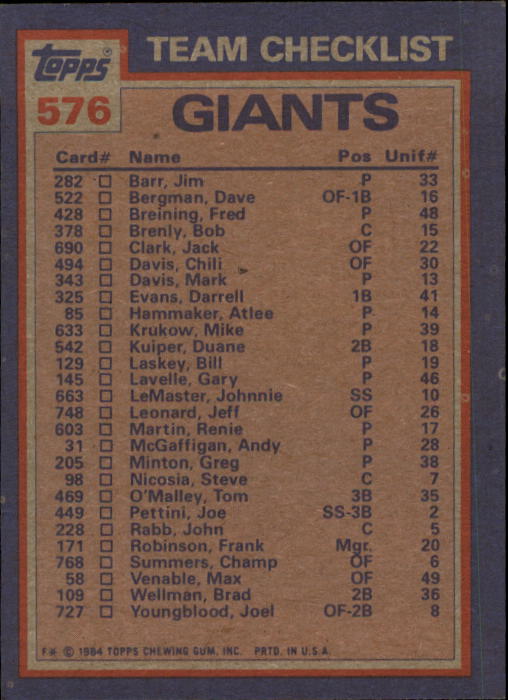 Topps®
TEAM CHECKLIST
576
GIANTS
Card# Name Pos Unif#
282 Barr, Jim P 33
522 Bergman, Dave OF-1B 16
428 Breining, Fred P 48
378 Brenly, Bob C 15
690 Clark, Jack OF 22
494 Davis, Chili OF 30
343 Davis, Mark P 13
325 Evans, Darrell 1B 41
85 Hammaker, Atlee P 14
633 Krukow, Mike P 39
542 Kuiper, Duane 2B 18
129 Laskey, Bill P 19
145 Lavelle, Gary P 46
663 LeMaster, Johnnie SS 10
748 Leonard, Jeff OF 26
603 Martin, Renie P 17
31 McGaffigan, Andy P 28
205 Minton, Greg P 38
98 Nicosia, Steve C 7
469 O'Malley, Tom 3B 35
449 Pettini, Joe SS-3B 2
228 Rabb, John C 5
171 Robinson, Frank Mgr. 20
768 Summers, Champ OF 6
58 Venable, Max OF 49
109 Wellman, Brad 2B 36
727 Youngblood, Joel OF-2B 8
F* © 1984 TOPPS CHEWING GUM, INC. PRTD. IN U.S.A.